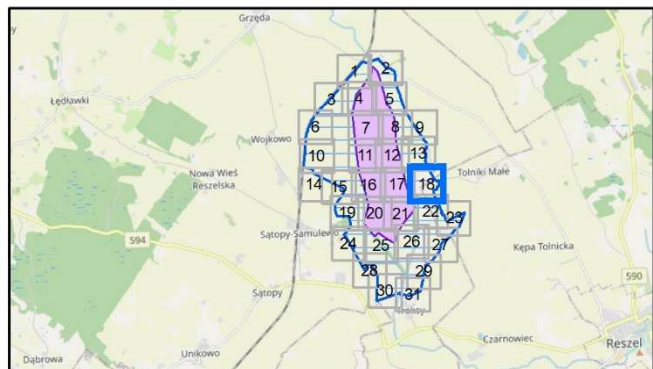 Grzęda
1 2
Łędławki
3 4 5
6 Wojkowo 7 8 9
10 11 12 13
Nowa Wieś
Reszelska
14 15 16 17 18 Tolniki Małe
594
19 20 21 22 23
Sątopy-Samulewo
24 25 26 27
Kępa Tolnicka
28 29
590
Sątopy
30 31
Troksy
Czarnowiec
Unikowo
Reszel
Dąbrowa